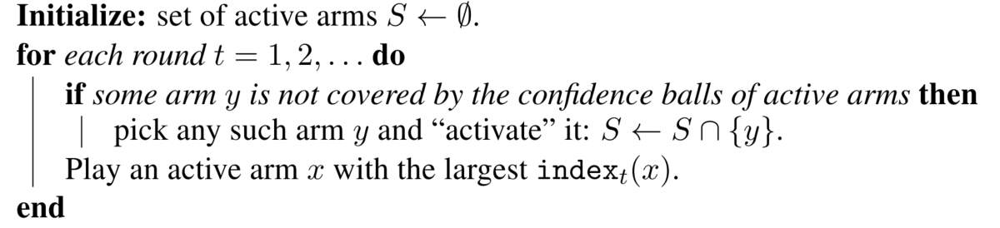 Initialize: set of active arms S ← ∅.
for each round t = 1, 2, . . . do
if some arm y is not covered by the confidence balls of active arms then
pick any such arm y and “activate” it: S ← S ∩ {y}.
Play an active arm x with the largest indexₜ(x).
end